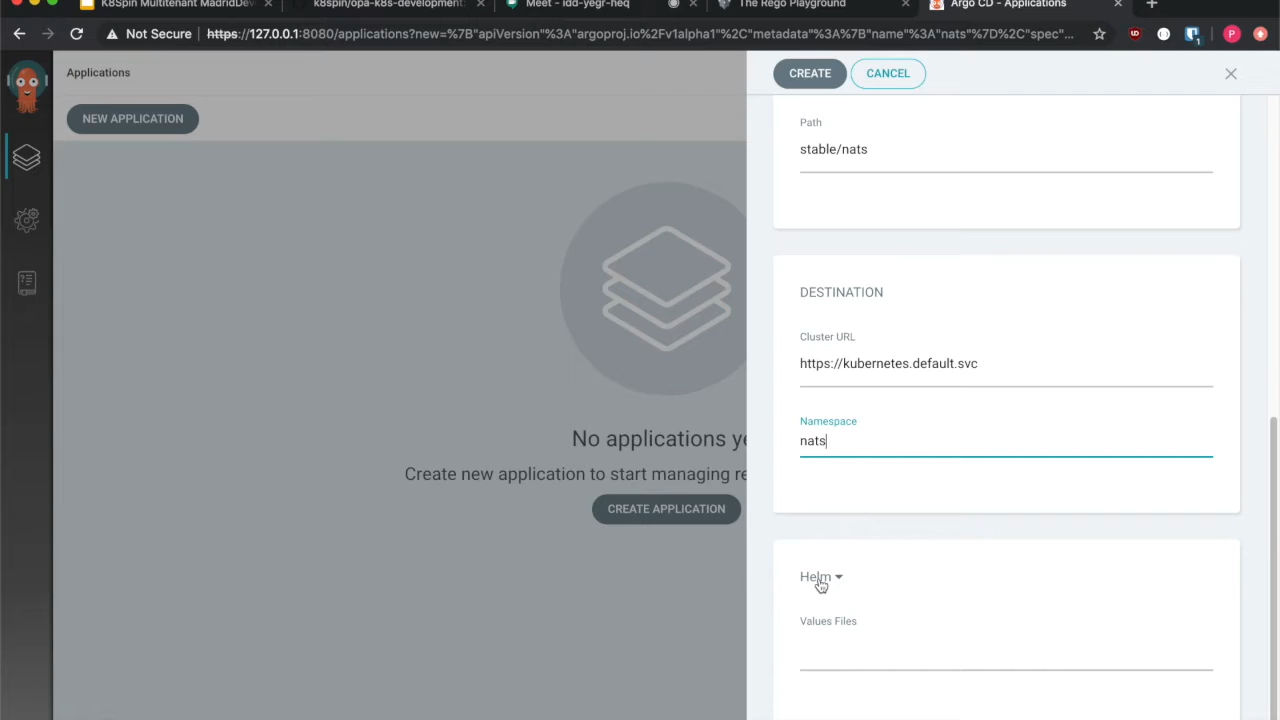 K8Spin Multitenant MadridDev
k8spin/opa-k8s-development:
Meet - idd-yegr-heq
The Rego Playground
Argo CD - Applications
Not Secure
https://127.0.0.1:8080/applications?new=%7B"apiVersion"%3A"argoproj.io%2Fv1alpha1"%2C"metadata"%3A%7B"name"%3A"nats"%7D%2C"spec"...
1
P
Applications
NEW APPLICATION
No applications ye
Create new application to start managing re
CREATE APPLICATION
CREATE
CANCEL
Path
stable/nats
DESTINATION
Cluster URL
https://kubernetes.default.svc
Namespace
nats
Helm
Values Files